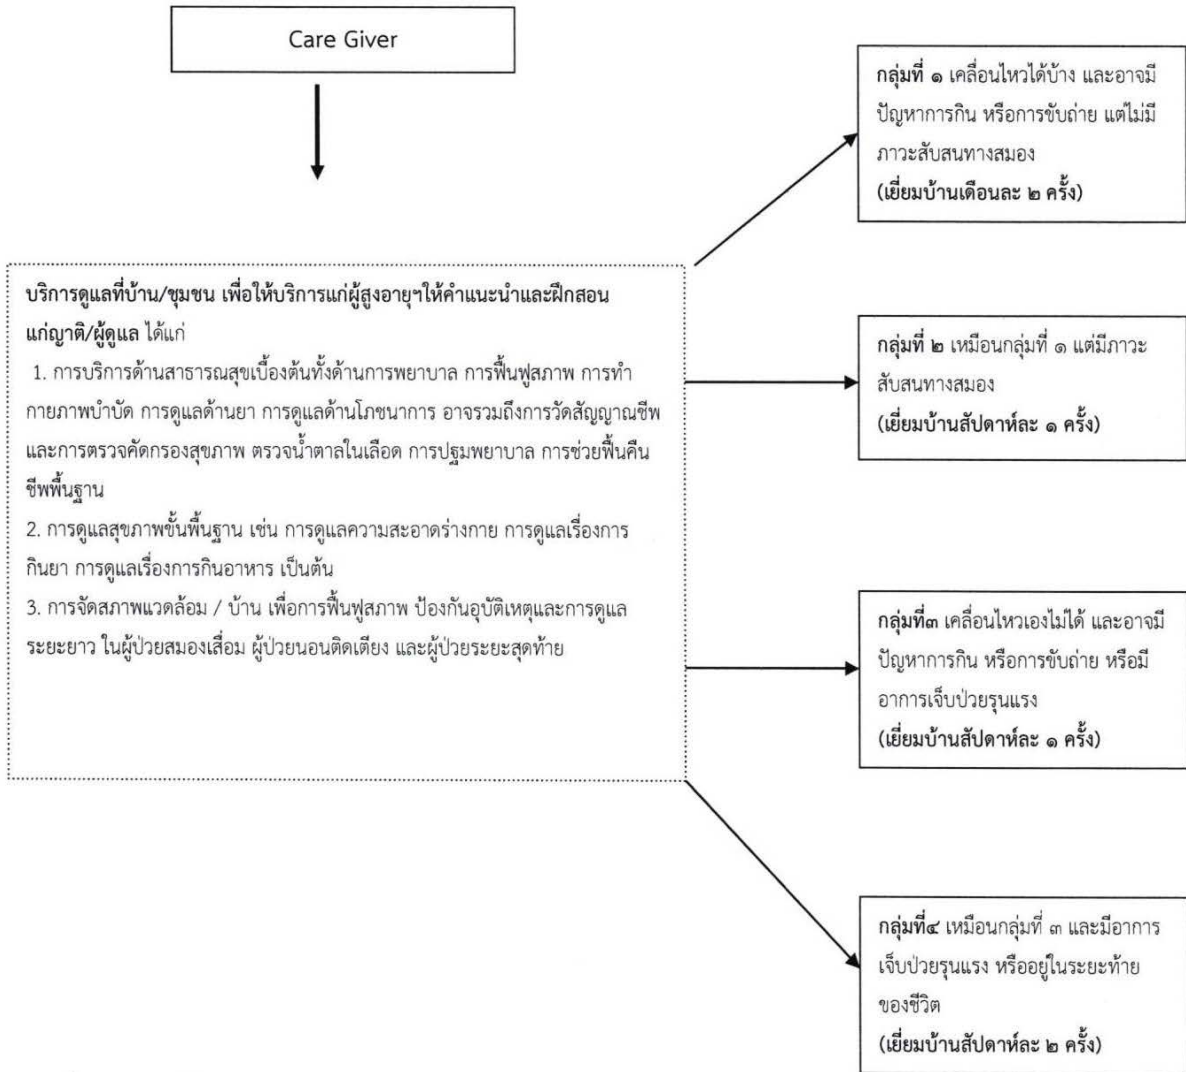 Care Giver
บริการดูแลที่บ้าน/ชุมชน เพื่อให้บริการแก่ผู้สูงอายุฯให้คำแนะนำและฝึกสอน
แก่ญาติ/ผู้ดูแล ได้แก่
1. การบริการด้านสาธารณสุขเบื้องต้นทั้งด้านการพยาบาล การฟื้นฟูสภาพ การทำ
กายภาพบำบัด การดูแลด้านยา การดูแลด้านโภชนาการ อาจรวมถึงการวัดสัญญาณชีพ
และการตรวจคัดกรองสุขภาพ ตรวจน้ำตาลในเลือด การปฐมพยาบาล การช่วยฟื้นคืน
ชีพพื้นฐาน
2. การดูแลสุขภาพขั้นพื้นฐาน เช่น การดูแลความสะอาดร่างกาย การดูแลเรื่องการ
กินยา การดูแลเรื่องการกินอาหาร เป็นต้น
3. การจัดสภาพแวดล้อม / บ้าน เพื่อการฟื้นฟูสภาพ ป้องกันอุบัติเหตุและการดูแล
ระยะยาว ในผู้ป่วยสมองเสื่อม ผู้ป่วยนอนติดเตียง และผู้ป่วยระยะสุดท้าย
กลุ่มที่ ๑ เคลื่อนไหวได้บ้าง และอาจมี
ปัญหาการกิน หรือการขับถ่าย แต่ไม่มี
ภาวะสับสนทางสมอง
(เยี่ยมบ้านเดือนละ ๒ ครั้ง)
กลุ่มที่ ๒ เหมือนกลุ่มที่ ๑ แต่มีภาวะ
สับสนทางสมอง
(เยี่ยมบ้านสัปดาห์ละ ๑ ครั้ง)
กลุ่มที่๓ เคลื่อนไหวเองไม่ได้ และอาจมี
ปัญหาการกิน หรือการขับถ่าย หรือมี
อาการเจ็บป่วยรุนแรง
(เยี่ยมบ้านสัปดาห์ละ ๑ ครั้ง)
กลุ่มที่๔ เหมือนกลุ่มที่ ๓ และมีอาการ
เจ็บป่วยรุนแรง หรืออยู่ในระยะท้าย
ของชีวิต
(เยี่ยมบ้านสัปดาห์ละ ๒ ครั้ง)